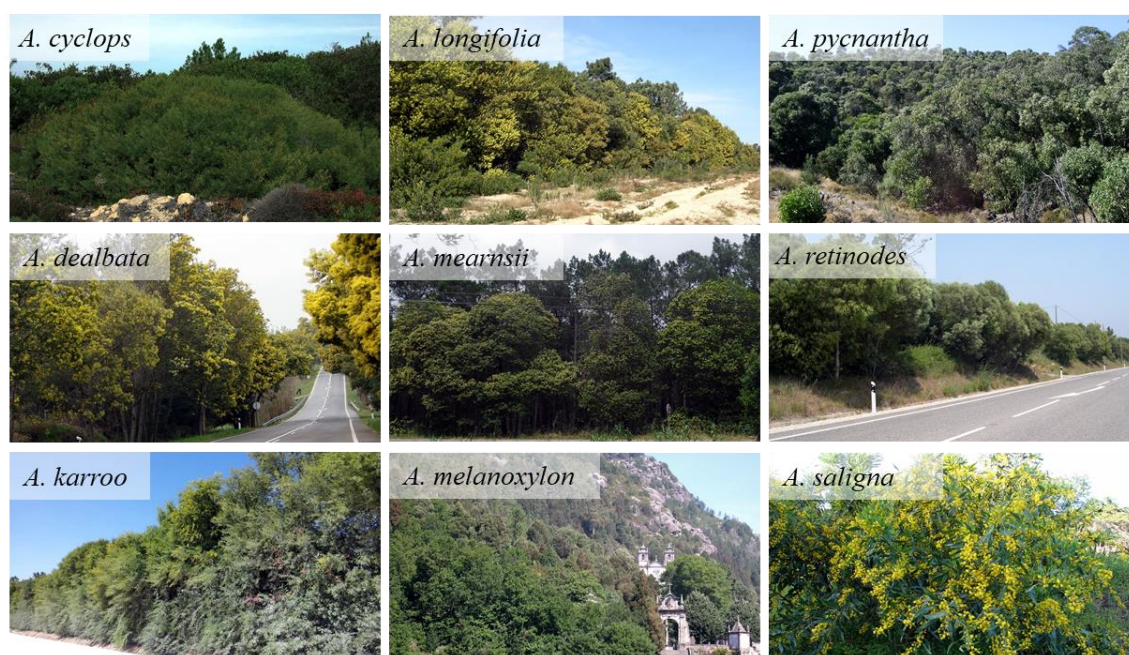 A. cyclops
A. longifolia
A. pycnantha
A. dealbata
A. mearnsii
A. retinodes
A. karroo
A. melanoxylon
A. saligna